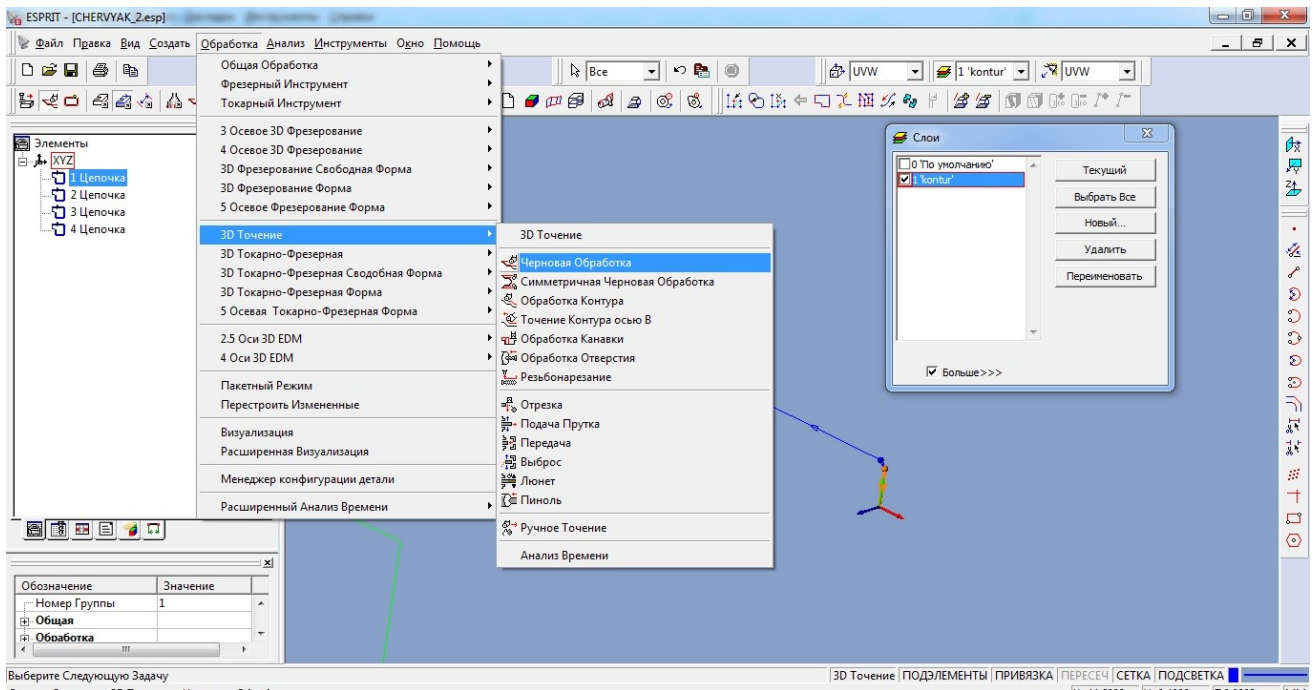 ESPRIT - [CHERVYAK_2.esp]
Файл Правка Вид Создать Обработка Анализ Инструменты Окно Помощь
Все
UVW
1 'kontur'
UVW
Элементы
XYZ
1 Цепочка
2 Цепочка
3 Цепочка
4 Цепочка
Общая Обработка
Фрезерный Инструмент
Токарный Инструмент
3 Осевое 3D Фрезерование
4 Осевое 3D Фрезерование
3D Фрезерование Свободная Форма
3D Фрезерование Форма
5 Осевое Фрезерование Форма
3D Точение
3D Токарно-Фрезерная
3D Токарно-Фрезерная Сводобная Форма
3D Токарно-Фрезерная Форма
5 Осевая Токарно-Фрезерная Форма
2.5 Оси 3D EDM
4 Оси 3D EDM
Пакетный Режим
Перестроить Измененные
Визуализация
Расширенная Визуализация
Менеджер конфигурации детали
Расширенный Анализ Времени
3D Точение
Черновая Обработка
Симметричная Черновая Обработка
Обработка Контура
Точение Контура осью B
Обработка Канавки
Обработка Отверстия
Резьбонарезание
Отрезка
Подача Прутка
Передача
Выброс
Люнет
Пиноль
Ручное Точение
Анализ Времени
Слои
0 'По умолчанию'
1 'kontur'
Текущий
Выбрать Все
Новый...
Удалить
Переименовать
Больше>>>
Обозначение Значение
Номер Группы 1
Общая
Обработка
Выберите Следующую Задачу
3D Точение ПОДЭЛЕМЕНТЫ ПРИВЯЗКА ПЕРЕСЕЧ СЕТКА ПОДСВЕТКА